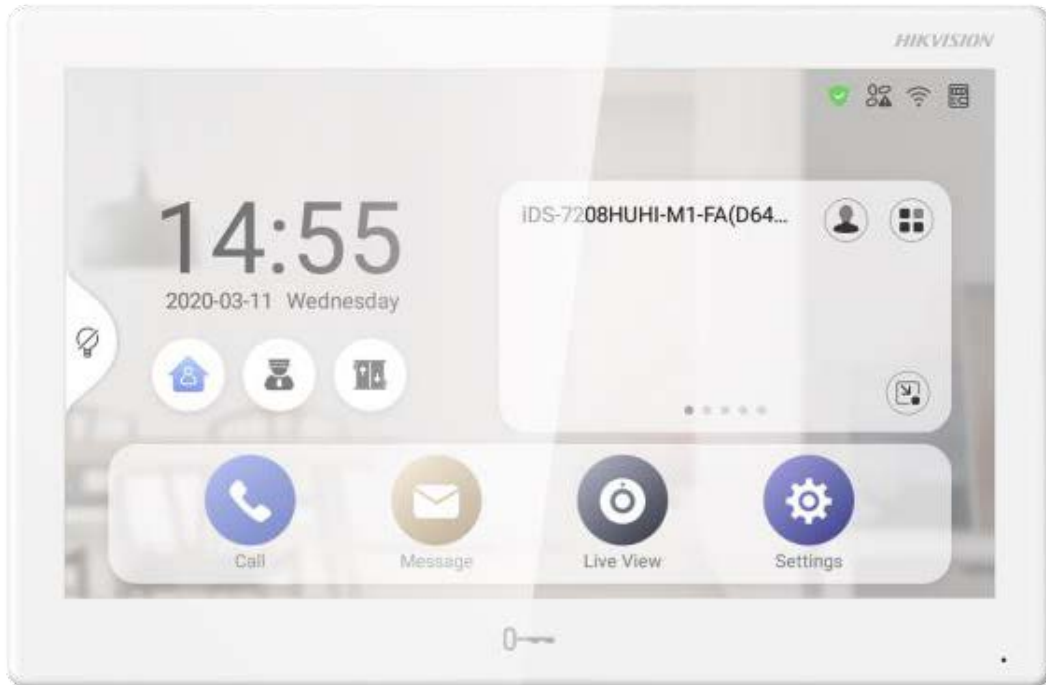 HIKVISION
14:55
2020-03-11 Wednesday
iDS-7208HUHI-M1-FA(D64...
Call
Message
Live View
Settings